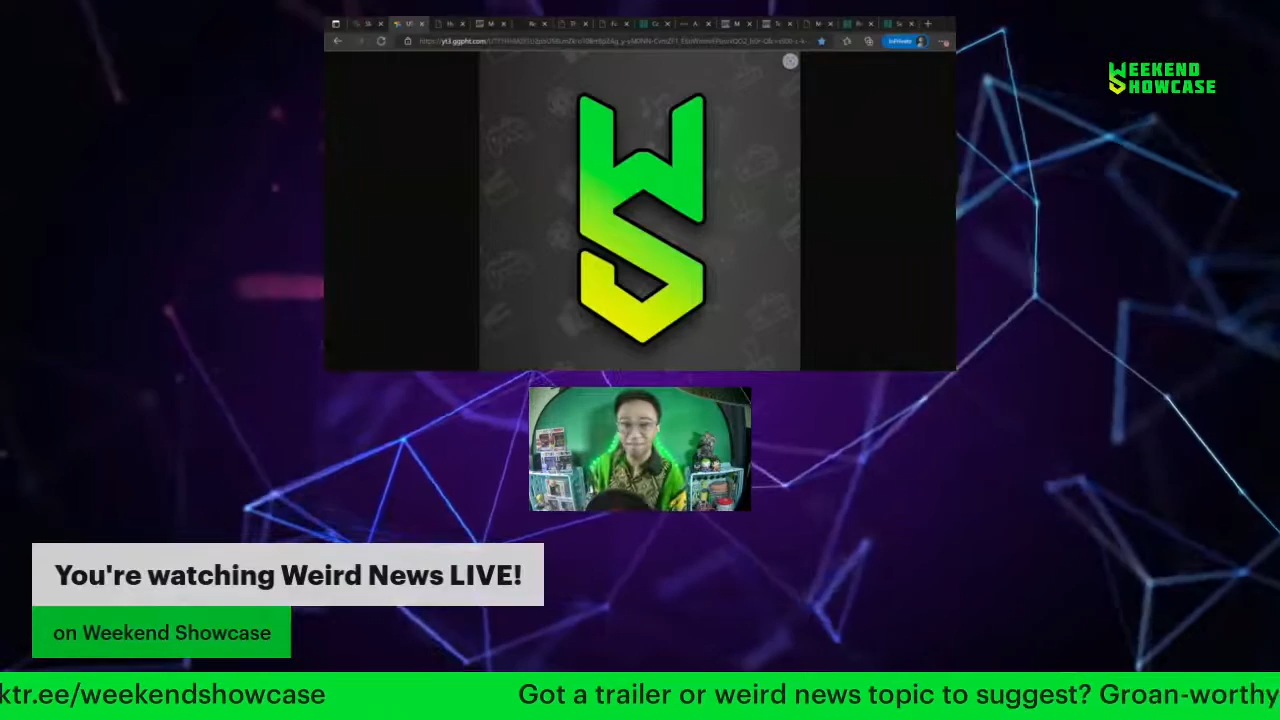 WEEKEND
SHOWCASE
WS
You're watching Weird News LIVE!
on Weekend Showcase
ktr.ee/weekendshowcase
Got a trailer or weird news topic to suggest? Groan-worthy